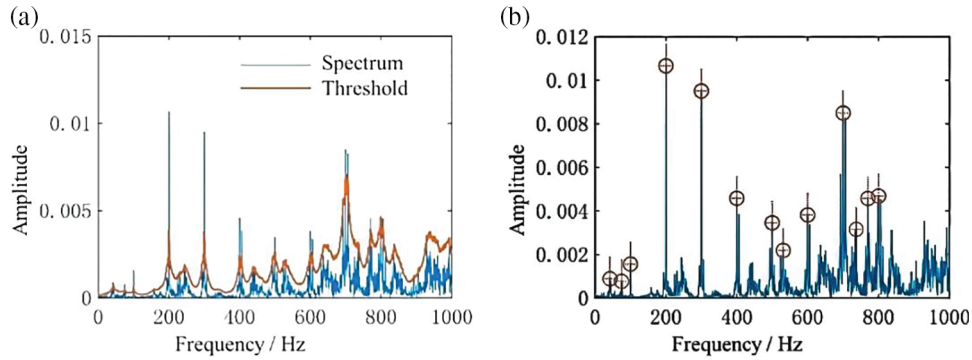 (a)
0.015
0.01
0.005
0
Amplitude
Spectrum
Threshold
0 200 400 600 800 1000
Frequency / Hz
(b)
0.012
0.01
0.008
0.006
0.004
0.002
0
Amplitude
0 200 400 600 800 1000
Frequency / Hz